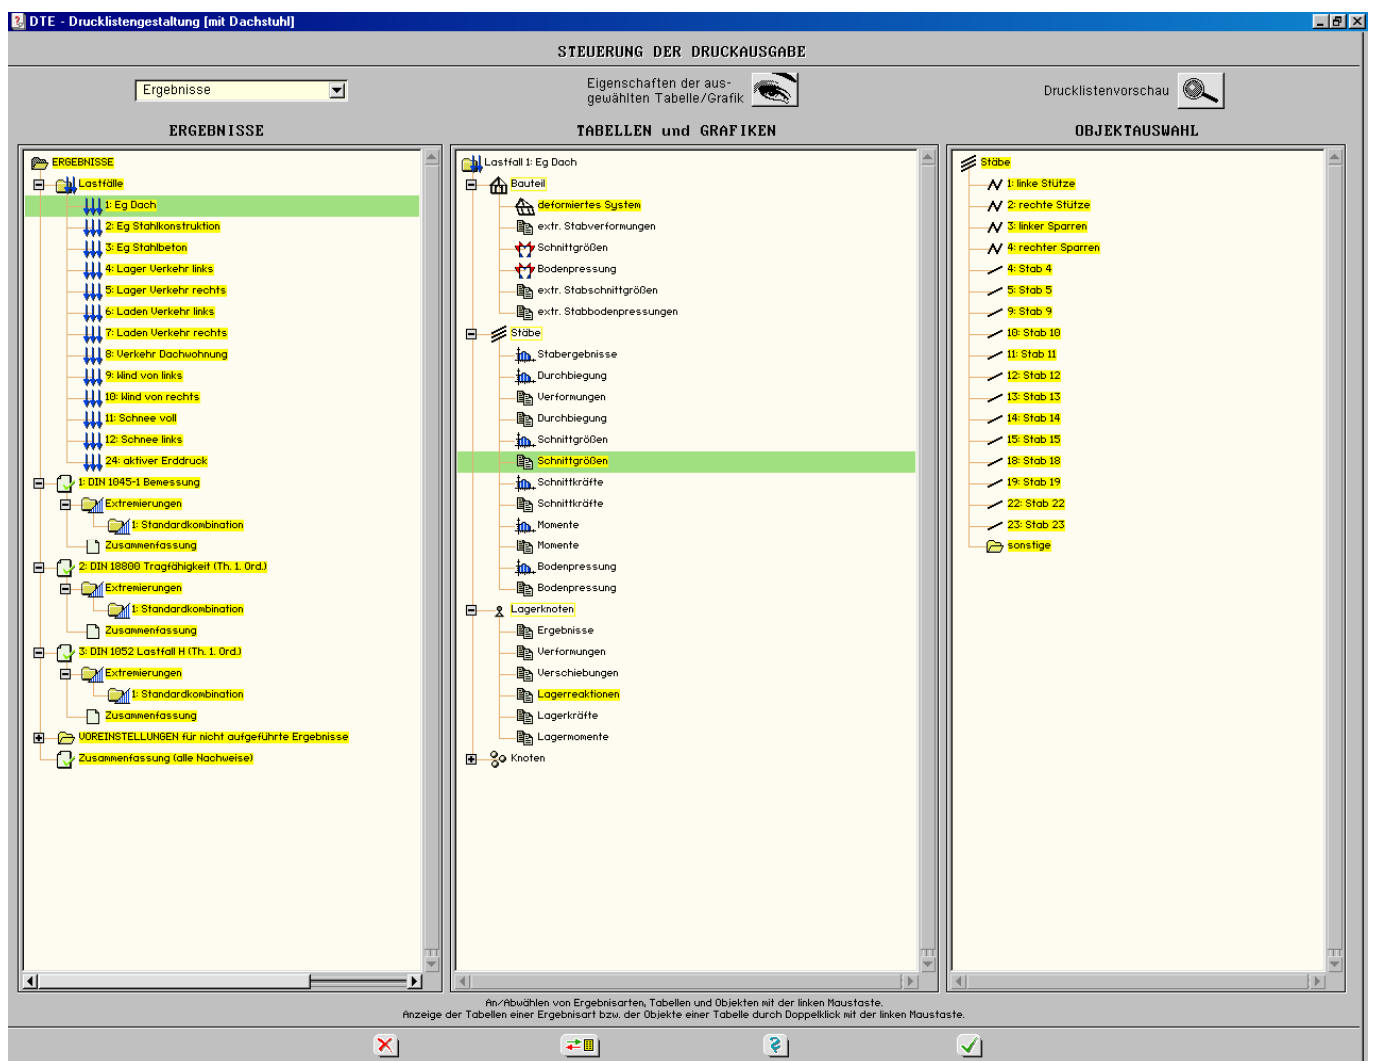 DTE - Drucklistengestaltung [mit Dachstuhl]
STEUERUNG DER DRUCKAUSGABE
Ergebnisse
Eigenschaften der aus-
gewählten Tabelle/Grafik
Drucklistenvorschau
ERGEBNISSE
ERGEBNISSE
Lastfälle
1: Eg Dach
2: Eg Stahlkonstruktion
3: Eg Stahlbeton
4: Lager Verkehr links
5: Lager Verkehr rechts
6: Laden Verkehr links
7: Laden Verkehr rechts
8: Verkehr Dachwohnung
9: Wind von links
10: Wind von rechts
11: Schnee voll
12: Schnee links
24: aktiver Erddruck
1: DIN 1045-1 Bemessung
Extremierungen
1: Standardkombination
Zusammenfassung
2: DIN 18800 Tragfähigkeit (Th. 1. Ord.)
Extremierungen
1: Standardkombination
Zusammenfassung
3: DIN 1052 Lastfall H (Th. 1. Ord.)
Extremierungen
1: Standardkombination
Zusammenfassung
VOREINSTELLUNGEN für nicht aufgeführte Ergebnisse
Zusammenfassung (alle Nachweise)
TABELLEN und GRAFIKEN
Lastfall 1: Eg Dach
Bauteil
deformiertes System
extr. Stabverformungen
Schnittgrößen
Bodenpressung
extr. Stabschnittgrößen
extr. Stabbodenpressungen
Stäbe
Stabergebnisse
Durchbiegung
Verformungen
Durchbiegung
Schnittgrößen
Schnittgrößen
Schnittkräfte
Schnittkräfte
Momente
Momente
Bodenpressung
Bodenpressung
Lagerknoten
Ergebnisse
Verformungen
Verschiebungen
Lagerreaktionen
Lagerkräfte
Lagermomente
Knoten
OBJEKTAUSWAHL
Stäbe
1: linke Stütze
2: rechte Stütze
3: linker Sparren
4: rechter Sparren
4: Stab 4
5: Stab 5
9: Stab 9
10: Stab 10
11: Stab 11
12: Stab 12
13: Stab 13
14: Stab 14
15: Stab 15
18: Stab 18
19: Stab 19
22: Stab 22
23: Stab 23
sonstige
An/Abwählen von Ergebnisarten, Tabellen und Objekten mit der linken Maustaste.
Anzeige der Tabellen einer Ergebnisart bzw. der Objekte einer Tabelle durch Doppelklick mit der linken Maustaste.